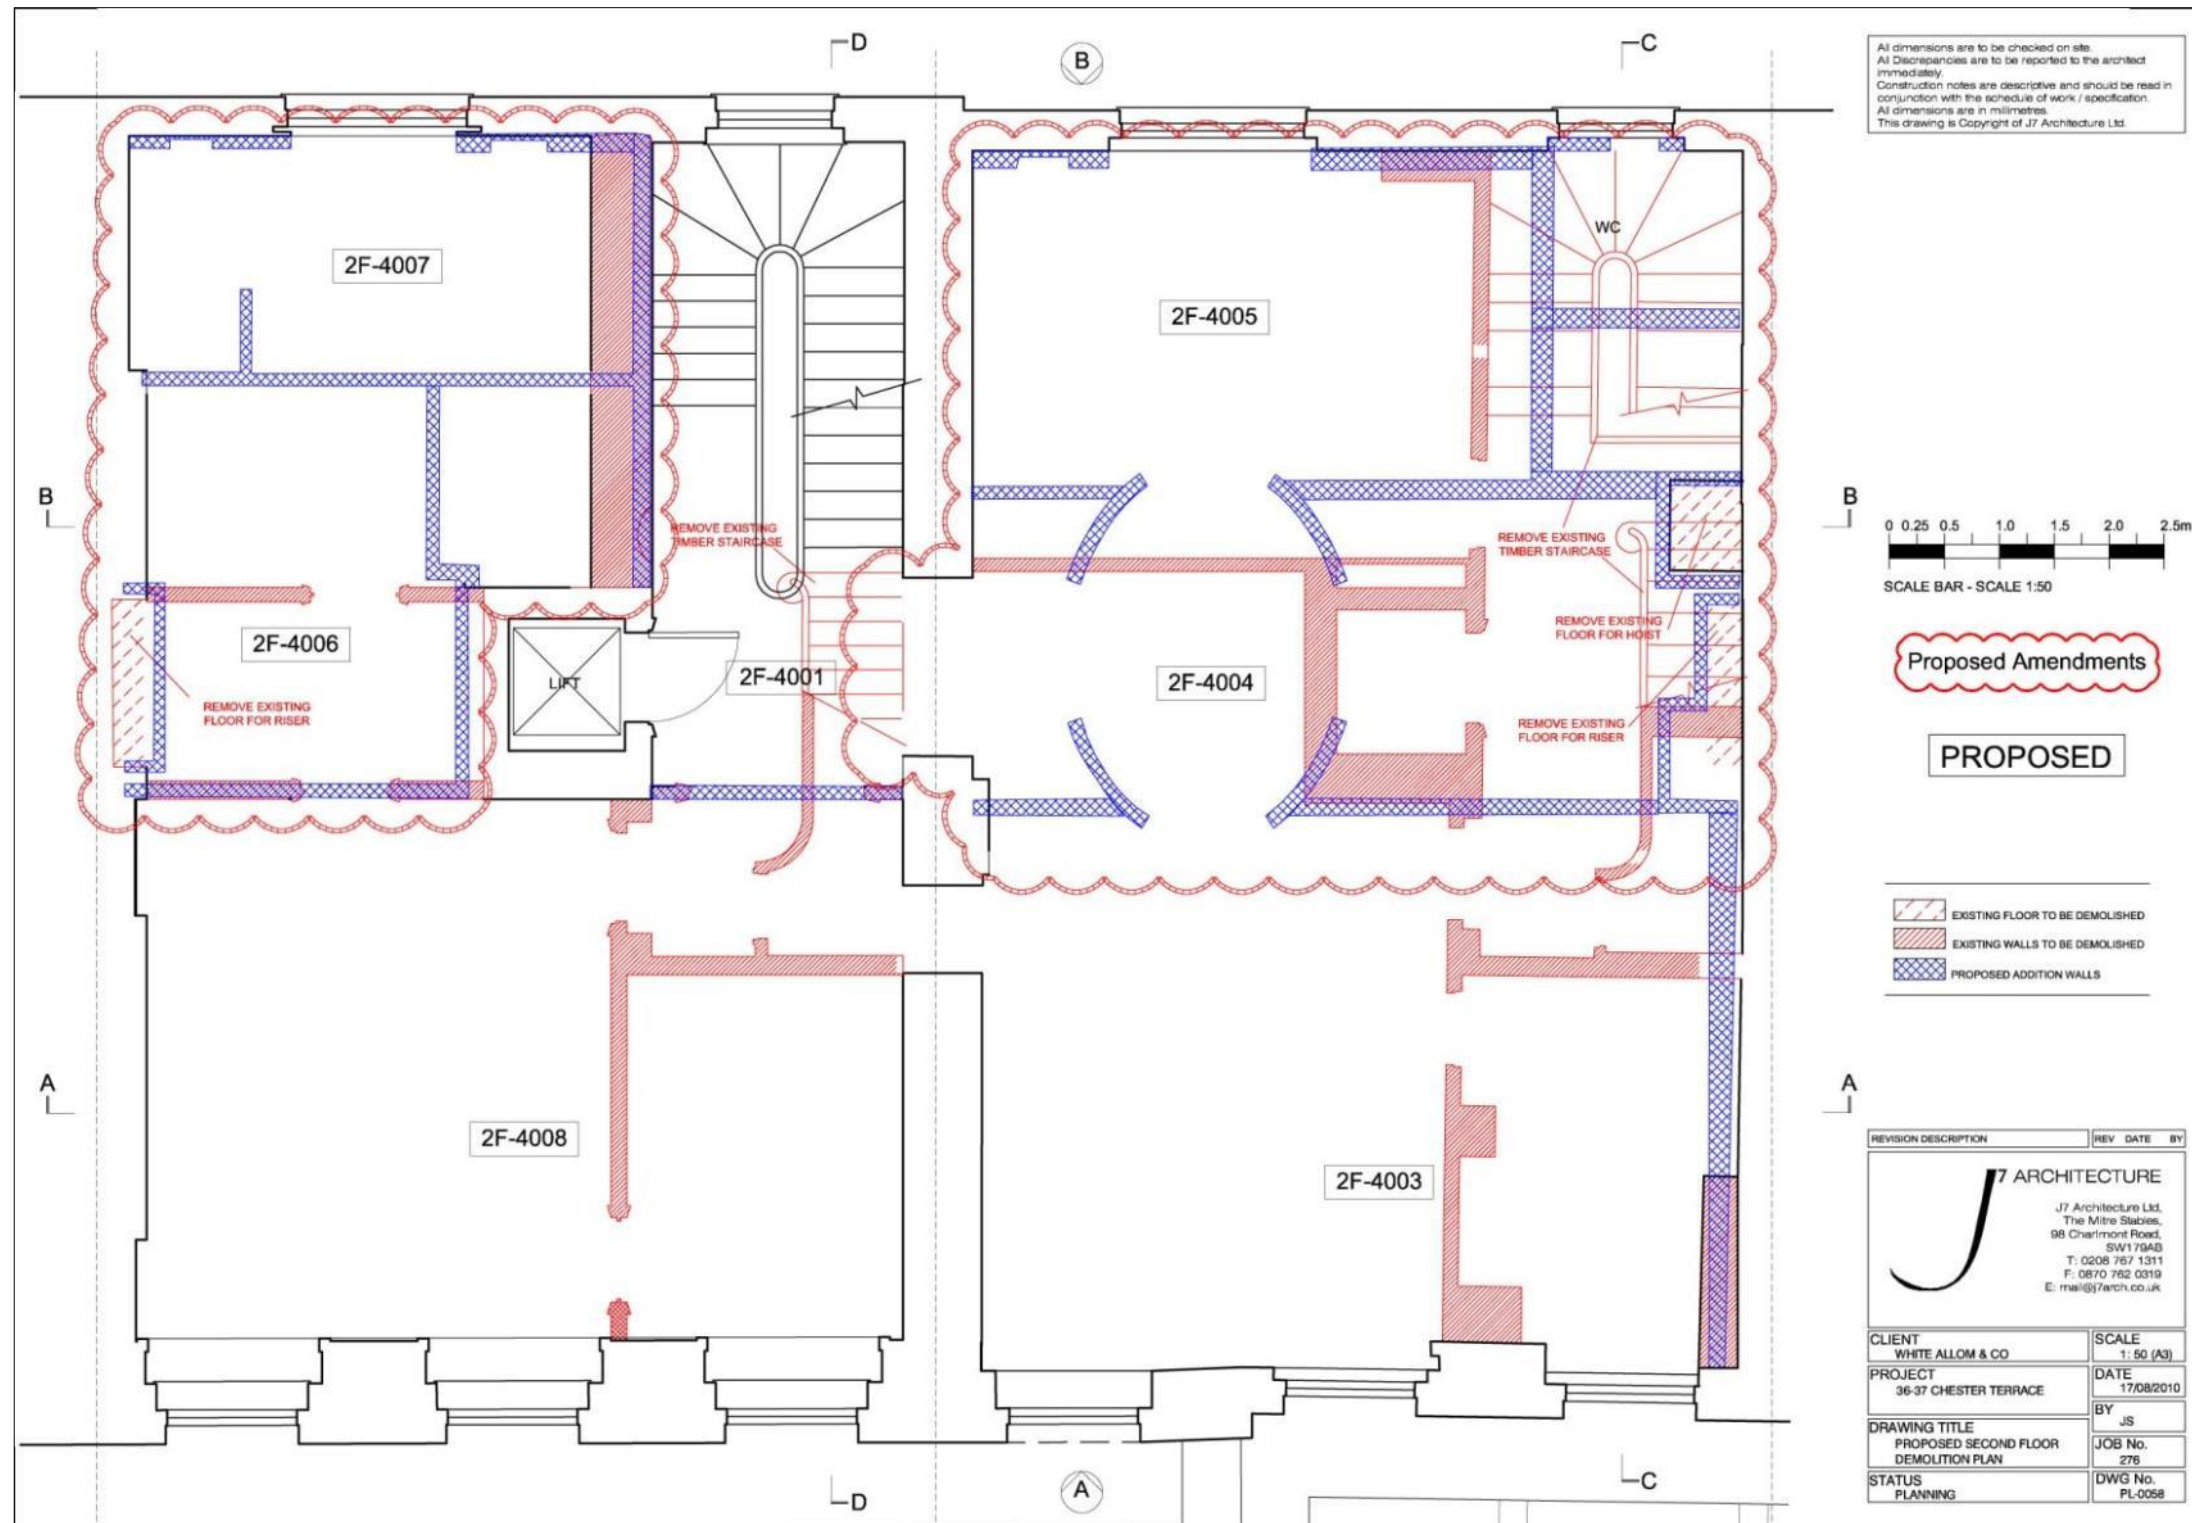 D
B
C
All dimensions are to be checked on site.
All Discrepancies are to be reported to the architect
immediately.
Construction notes are descriptive and should be read in
conjunction with the schedule of work / specification.
All dimensions are in millimetres.
This drawing is Copyright of J7 Architecture Ltd.
WC
2F-4007
2F-4005
B
B
REMOVE EXISTING
TIMBER STAIRCASE
REMOVE EXISTING
TIMBER STAIRCASE
0 0.25 0.5 1.0 1.5 2.0 2.5m
SCALE BAR - SCALE 1:50
REMOVE EXISTING
FLOOR FOR HOIST
2F-4006
LIFT
2F-4001
2F-4004
Proposed Amendments
REMOVE EXISTING
FLOOR FOR RISER
REMOVE EXISTING
FLOOR FOR RISER
PROPOSED
EXISTING FLOOR TO BE DEMOLISHED
EXISTING WALLS TO BE DEMOLISHED
PROPOSED ADDITION WALLS
A
A
2F-4008
2F-4003
REVISION DESCRIPTION REV DATE BY
J7 ARCHITECTURE
J7 Architecture Ltd,
The Mitre Stables,
98 Charlmont Road,
SW179AB
T: 0208 767 1311
F: 0870 762 0319
E: mail@j7arch.co.uk
CLIENT
WHITE ALLOM & CO
SCALE
1: 50 (A3)
PROJECT
36-37 CHESTER TERRACE
DATE
17/08/2010
BY
JS
DRAWING TITLE
PROPOSED SECOND FLOOR
DEMOLITION PLAN
JOB No.
276
STATUS
PLANNING
DWG No.
PL-0058
D
A
C